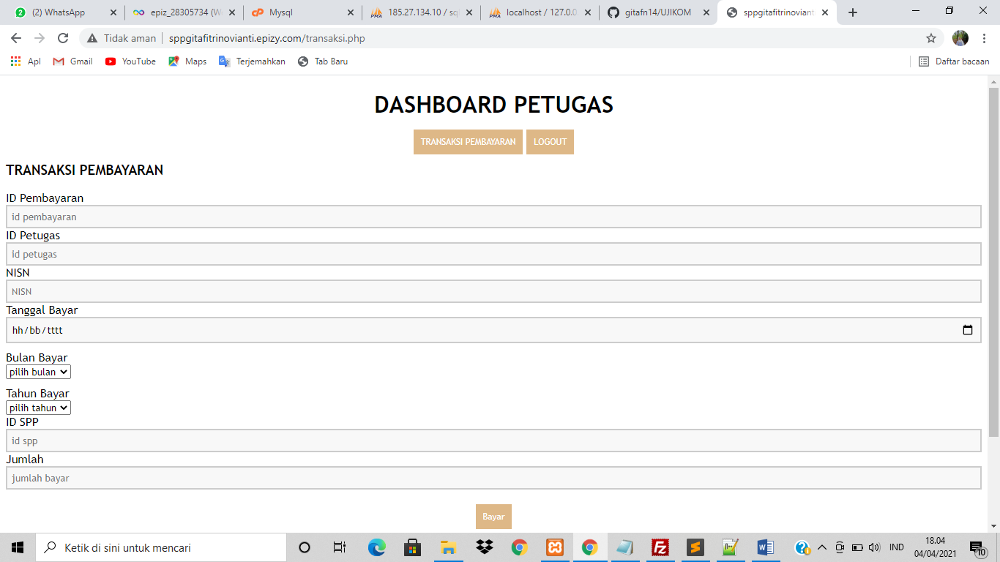 (2) WhatsApp
epiz_28305734 (W
Mysql
185.27.134.10 / sq
localhost / 127.0.0
gitafn14/UJIKOM
sppgitafitrinovianti
Tidak aman
sppgitafitrinovianti.epizy.com/transaksi.php
Apl
Gmail
YouTube
Maps
Terjemahkan
Tab Baru
Daftar bacaan
DASHBOARD PETUGAS
TRANSAKSI PEMBAYARAN
LOGOUT
TRANSAKSI PEMBAYARAN
ID Pembayaran
id pembayaran
ID Petugas
id petugas
NISN
NISN
Tanggal Bayar
hh/bb/tttt
Bulan Bayar
pilih bulan
Tahun Bayar
pilih tahun
ID SPP
id spp
Jumlah
jumlah bayar
Bayar
Ketik di sini untuk mencari
IND
18.04
04/04/2021
10